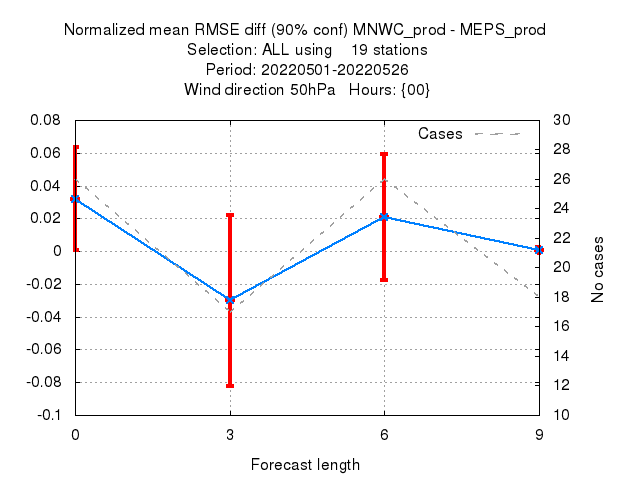 Normalized mean RMSE diff (90% conf) MNWC_prod - MEPS_prod
Selection: ALL using    19 stations
Period: 20220501-20220526
Wind direction 50hPa   Hours: {00}
Cases
0.08
0.06
0.04
0.02
0
-0.02
-0.04
-0.06
-0.08
-0.1
30
28
26
24
22
20
18
16
14
12
10
No cases
0 3 6 9
Forecast length